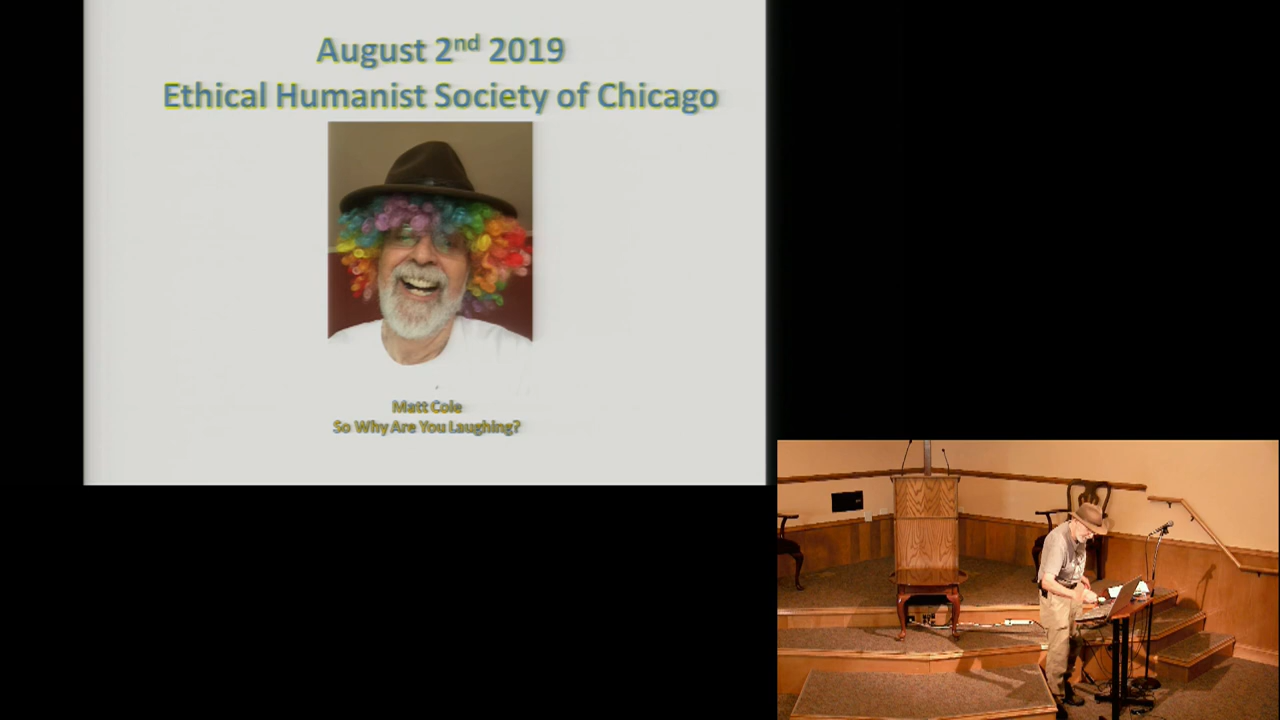 August 2nd 2019
Ethical Humanist Society of Chicago
Matt Cole
So Why Are You Laughing?